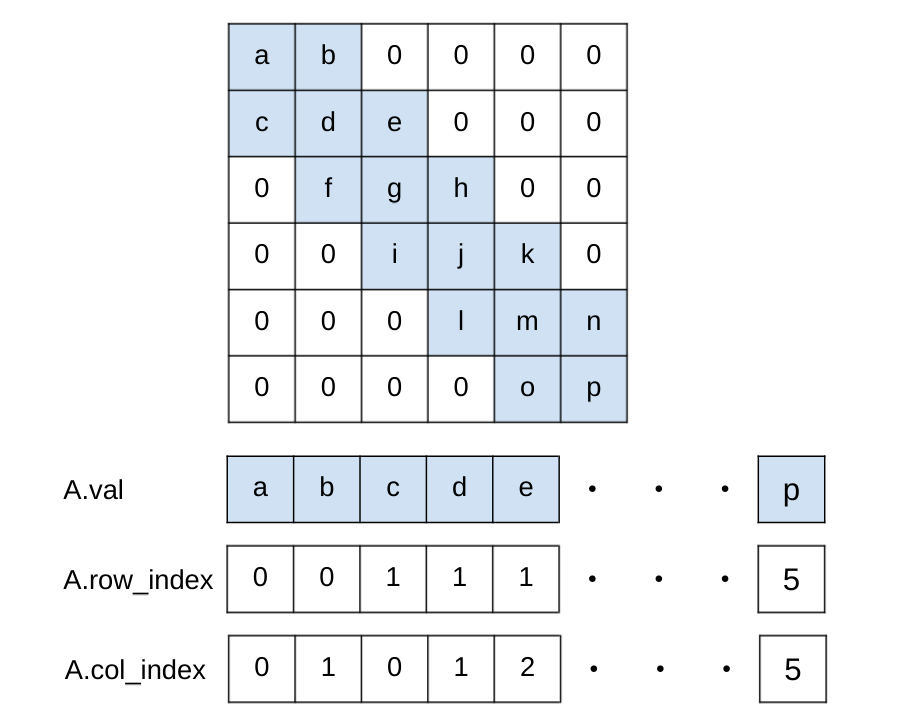 a b 0 0 0 0
c d e 0 0 0
0 f g h 0 0
0 0 i j k 0
0 0 0 l m n
0 0 0 0 o p
A.val a b c d e . . . p
A.row_index 0 0 1 1 1 . . . 5
A.col_index 0 1 0 1 2 . . . 5